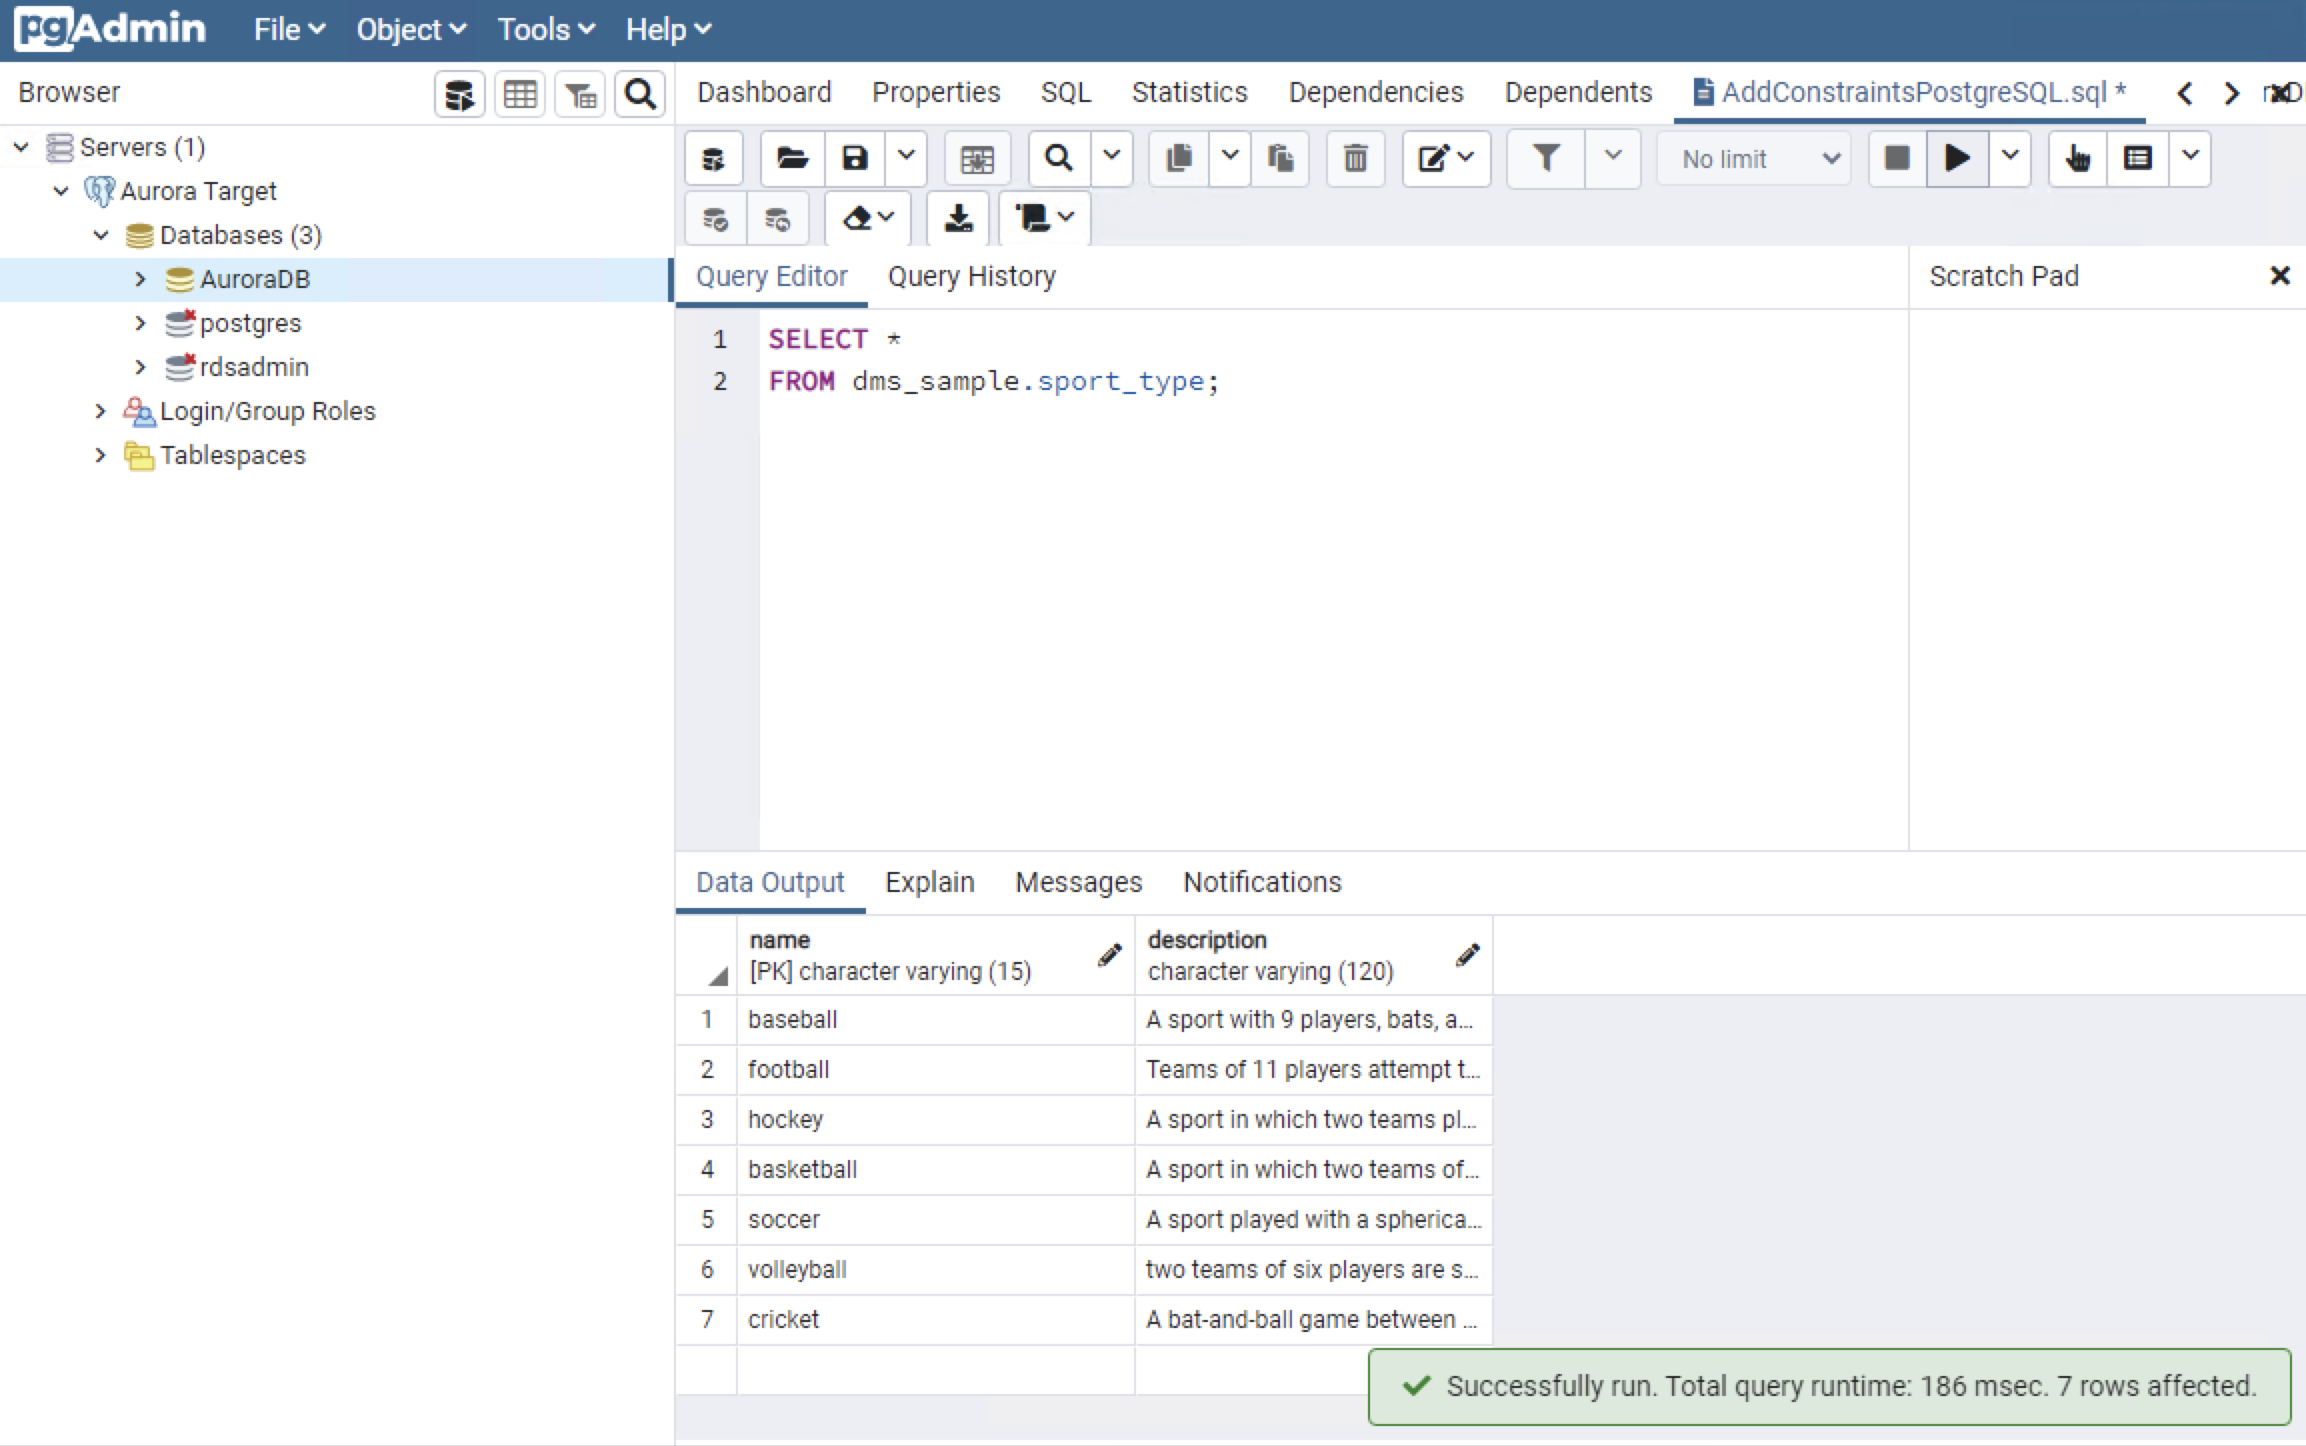 pgAdmin File Object Tools Help
Browser
Servers (1)
Aurora Target
Databases (3)
AuroraDB
postgres
rdsadmin
Login/Group Roles
Tablespaces
Dashboard Properties SQL Statistics Dependencies Dependents AddConstraintsPostgreSQL.sql *
No limit
Query Editor Query History Scratch Pad
1 SELECT *
2 FROM dms_sample.sport_type;
Data Output Explain Messages Notifications
name description
[PK] character varying (15) character varying (120)
1 baseball A sport with 9 players, bats, a...
2 football Teams of 11 players attempt t...
3 hockey A sport in which two teams pl...
4 basketball A sport in which two teams of...
5 soccer A sport played with a spherica...
6 volleyball two teams of six players are s...
7 cricket A bat-and-ball game between ...
Successfully run. Total query runtime: 186 msec. 7 rows affected.